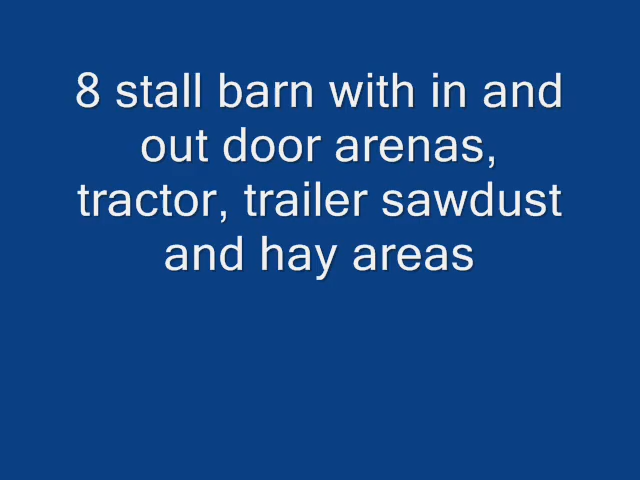 8 stall barn with in and
out door arenas,
tractor, trailer sawdust
and hay areas